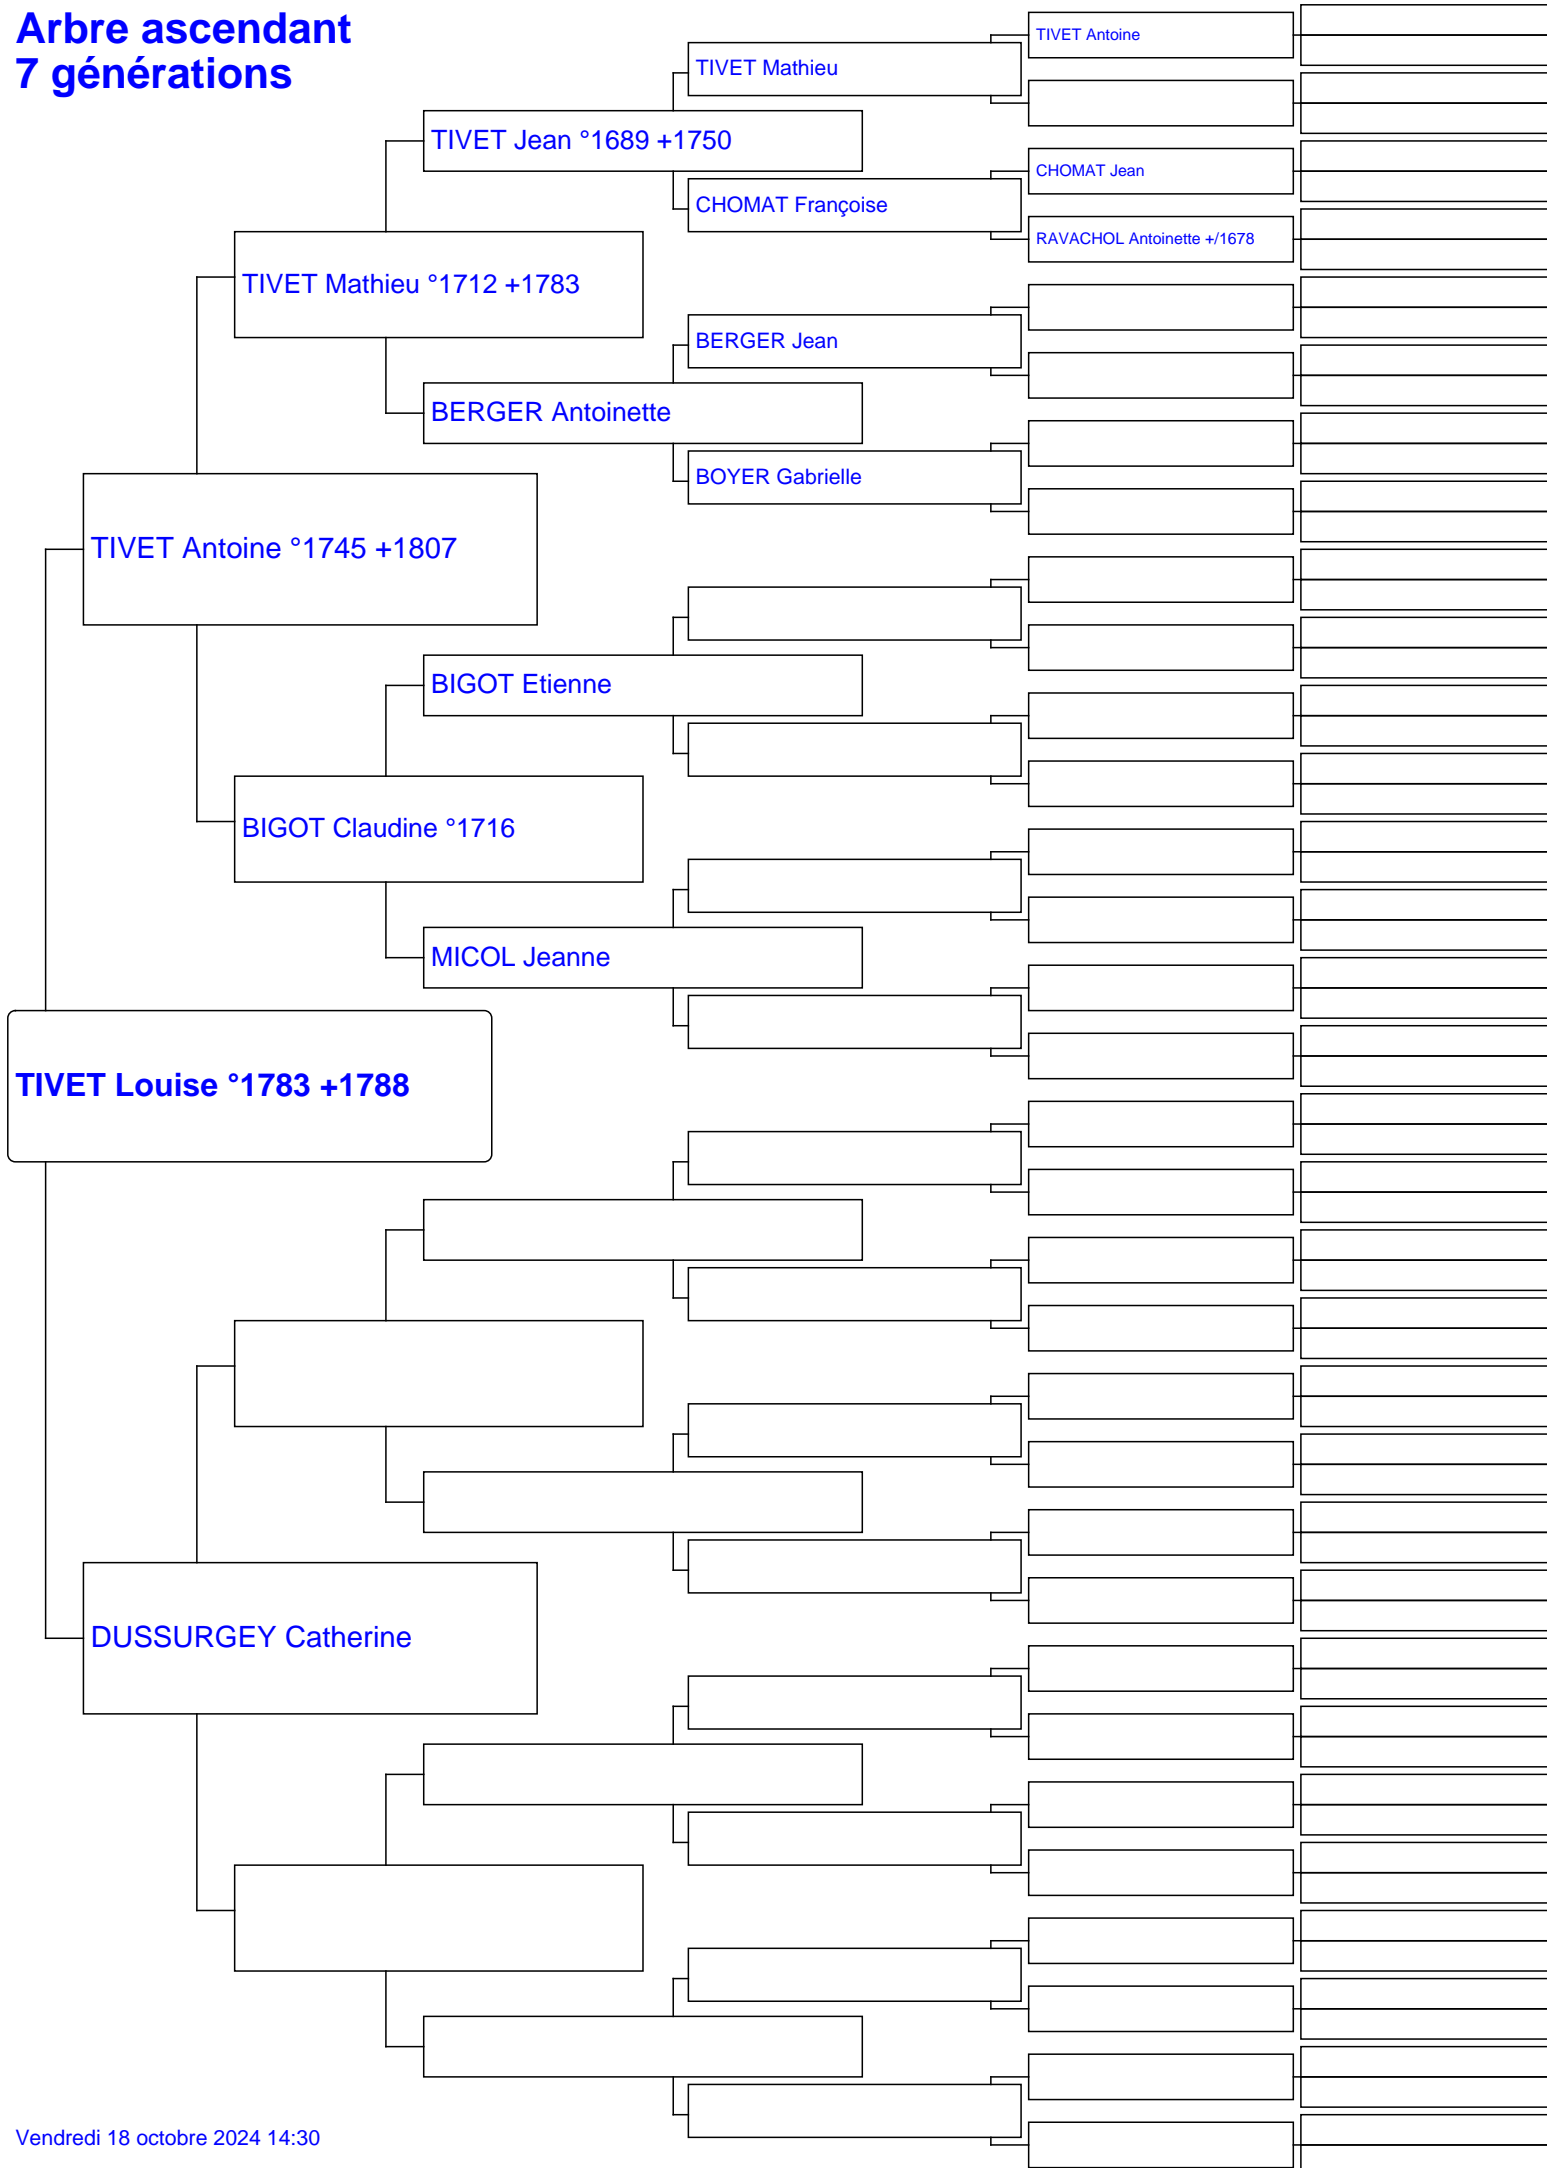 Arbre ascendant
7 générations
TIVET Antoine
TIVET Mathieu
TIVET Jean °1689 +1750
CHOMAT Jean
CHOMAT Françoise
RAVACHOL Antoinette +/1678
TIVET Mathieu °1712 +1783
BERGER Jean
BERGER Antoinette
BOYER Gabrielle
TIVET Antoine °1745 +1807
BIGOT Etienne
BIGOT Claudine °1716
MICOL Jeanne
TIVET Louise °1783 +1788
DUSSURGEY Catherine
Vendredi 18 octobre 2024 14:30